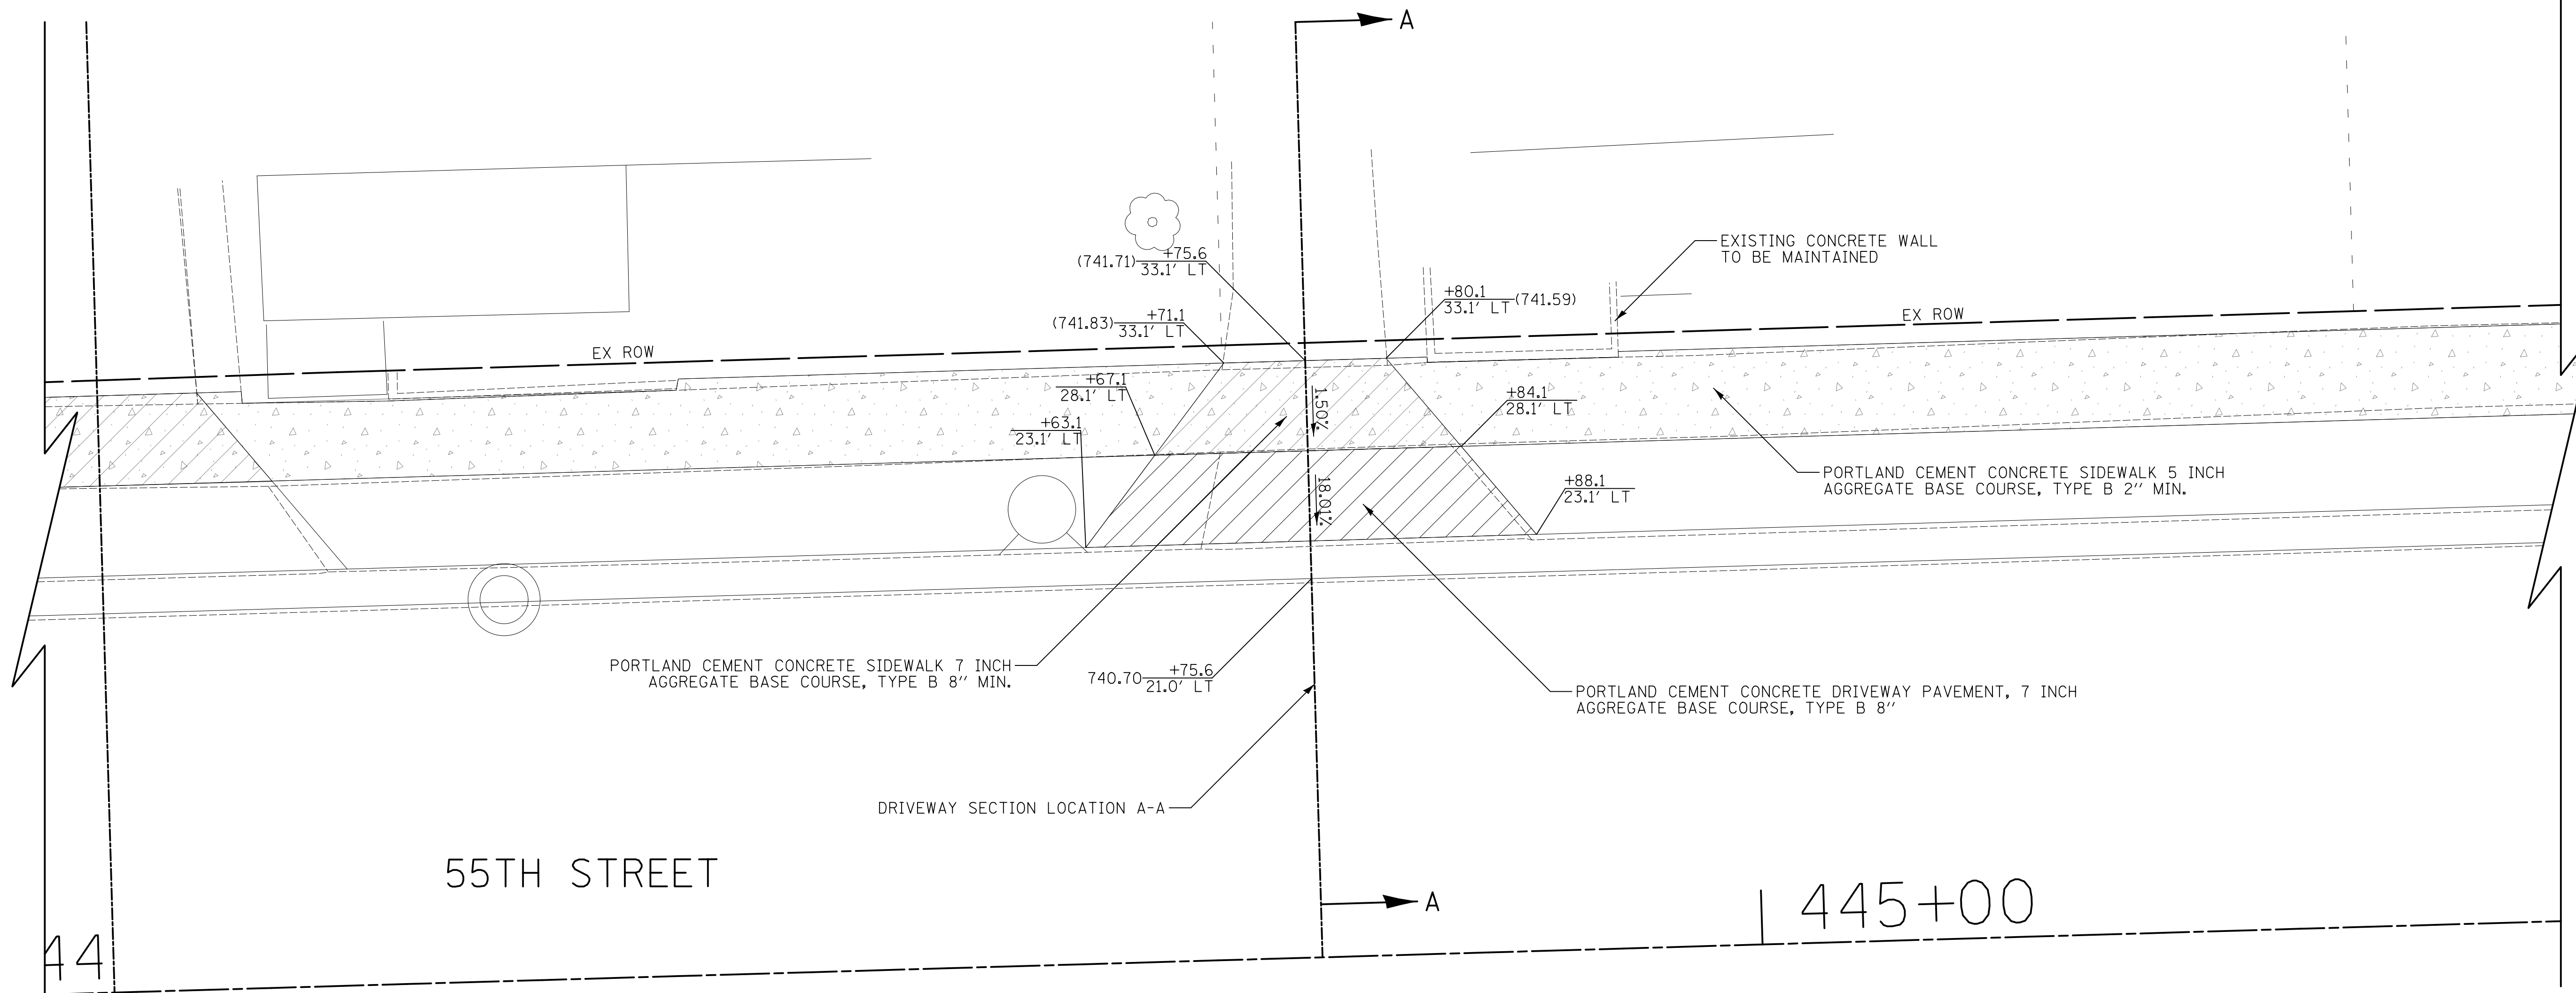 A
+75.6
(741.71)
33.1' LT
EXISTING CONCRETE WALL
TO BE MAINTAINED
+80.1
(741.59)
33.1' LT
+71.1
(741.83)
33.1' LT
EX ROW
EX ROW
+67.1
28.1' LT
1.50%
+84.1
28.1' LT
+63.1
23.1' LT
PORTLAND CEMENT CONCRETE SIDEWALK 5 INCH
AGGREGATE BASE COURSE, TYPE B 2" MIN.
18.01%
+88.1
23.1' LT
PORTLAND CEMENT CONCRETE SIDEWALK 7 INCH
AGGREGATE BASE COURSE, TYPE B 8" MIN.
+75.6
740.70
21.0' LT
PORTLAND CEMENT CONCRETE DRIVEWAY PAVEMENT, 7 INCH
AGGREGATE BASE COURSE, TYPE B 8"
DRIVEWAY SECTION LOCATION A-A
55TH STREET
A
445+00
44